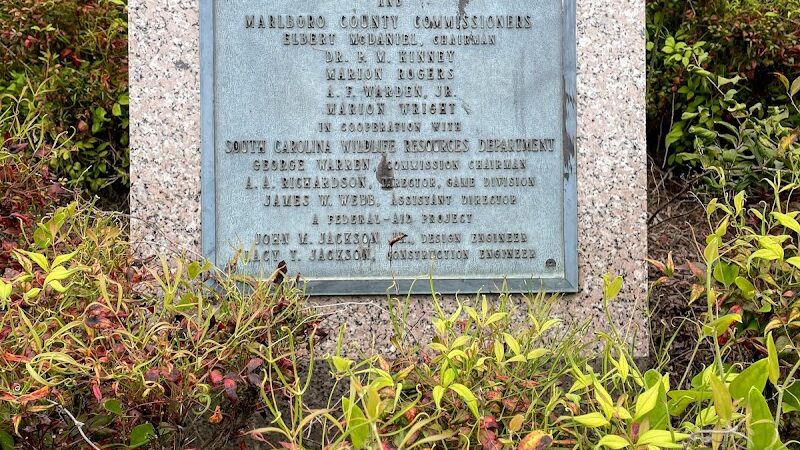 AND
MARLBORO COUNTY COMMISSIONERS
ELBERT MCDANIEL, CHAIRMAN
DR. P. M. KINNEY
MARION ROGERS
A. F. WARDEN, JR.
MARION WRIGHT
IN COOPERATION WITH
SOUTH CAROLINA WILDLIFE RESOURCES DEPARTMENT
GEORGE WARREN, COMMISSION CHAIRMAN
A. A. RICHARDSON, DIRECTOR, GAME DIVISION
JAMES W. WEBB, ASSISTANT DIRECTOR
A FEDERAL-AID PROJECT
JOHN M. JACKSON DESIGN ENGINEER
T. JACKSON, CONSTRUCTION ENGINEER